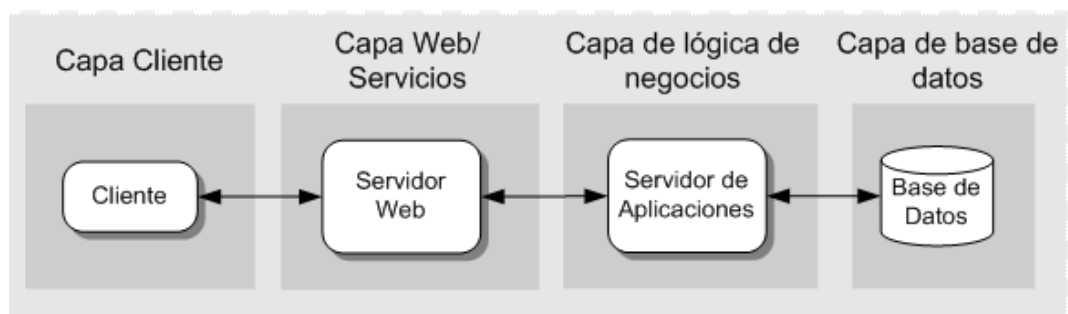 Capa Cliente
Capa Web/
Servicios
Capa de lógica de
negocios
Capa de base de
datos
Cliente
Servidor
Web
Servidor de
Aplicaciones
Base de
Datos